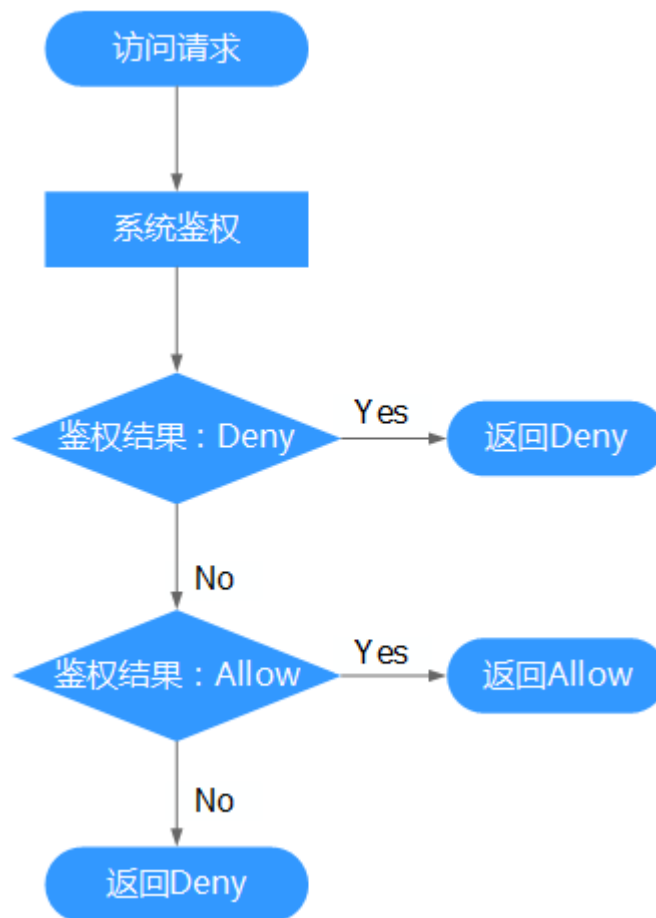 访问请求
系统鉴权
鉴权结果：Deny
Yes
返回Deny
No
鉴权结果：Allow
Yes
返回Allow
No
返回Deny